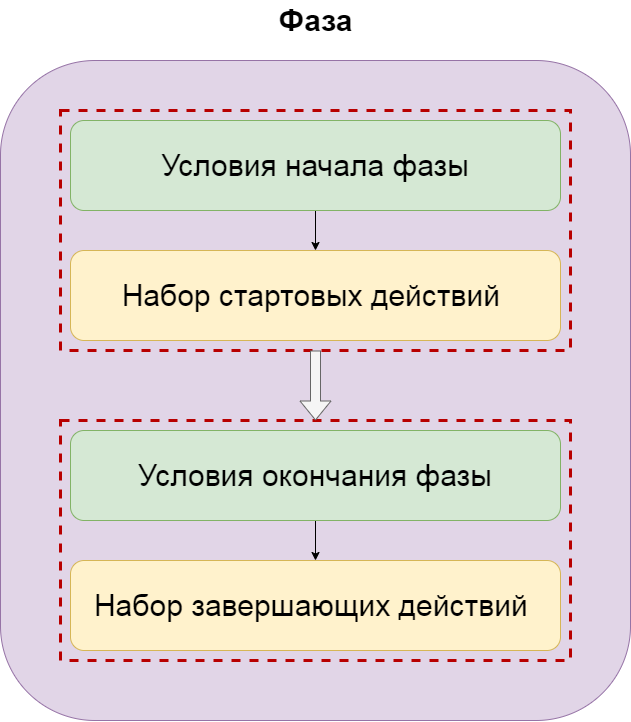 Фаза
Условия начала фазы
Набор стартовых действий
Условия окончания фазы
Набор завершающих действий